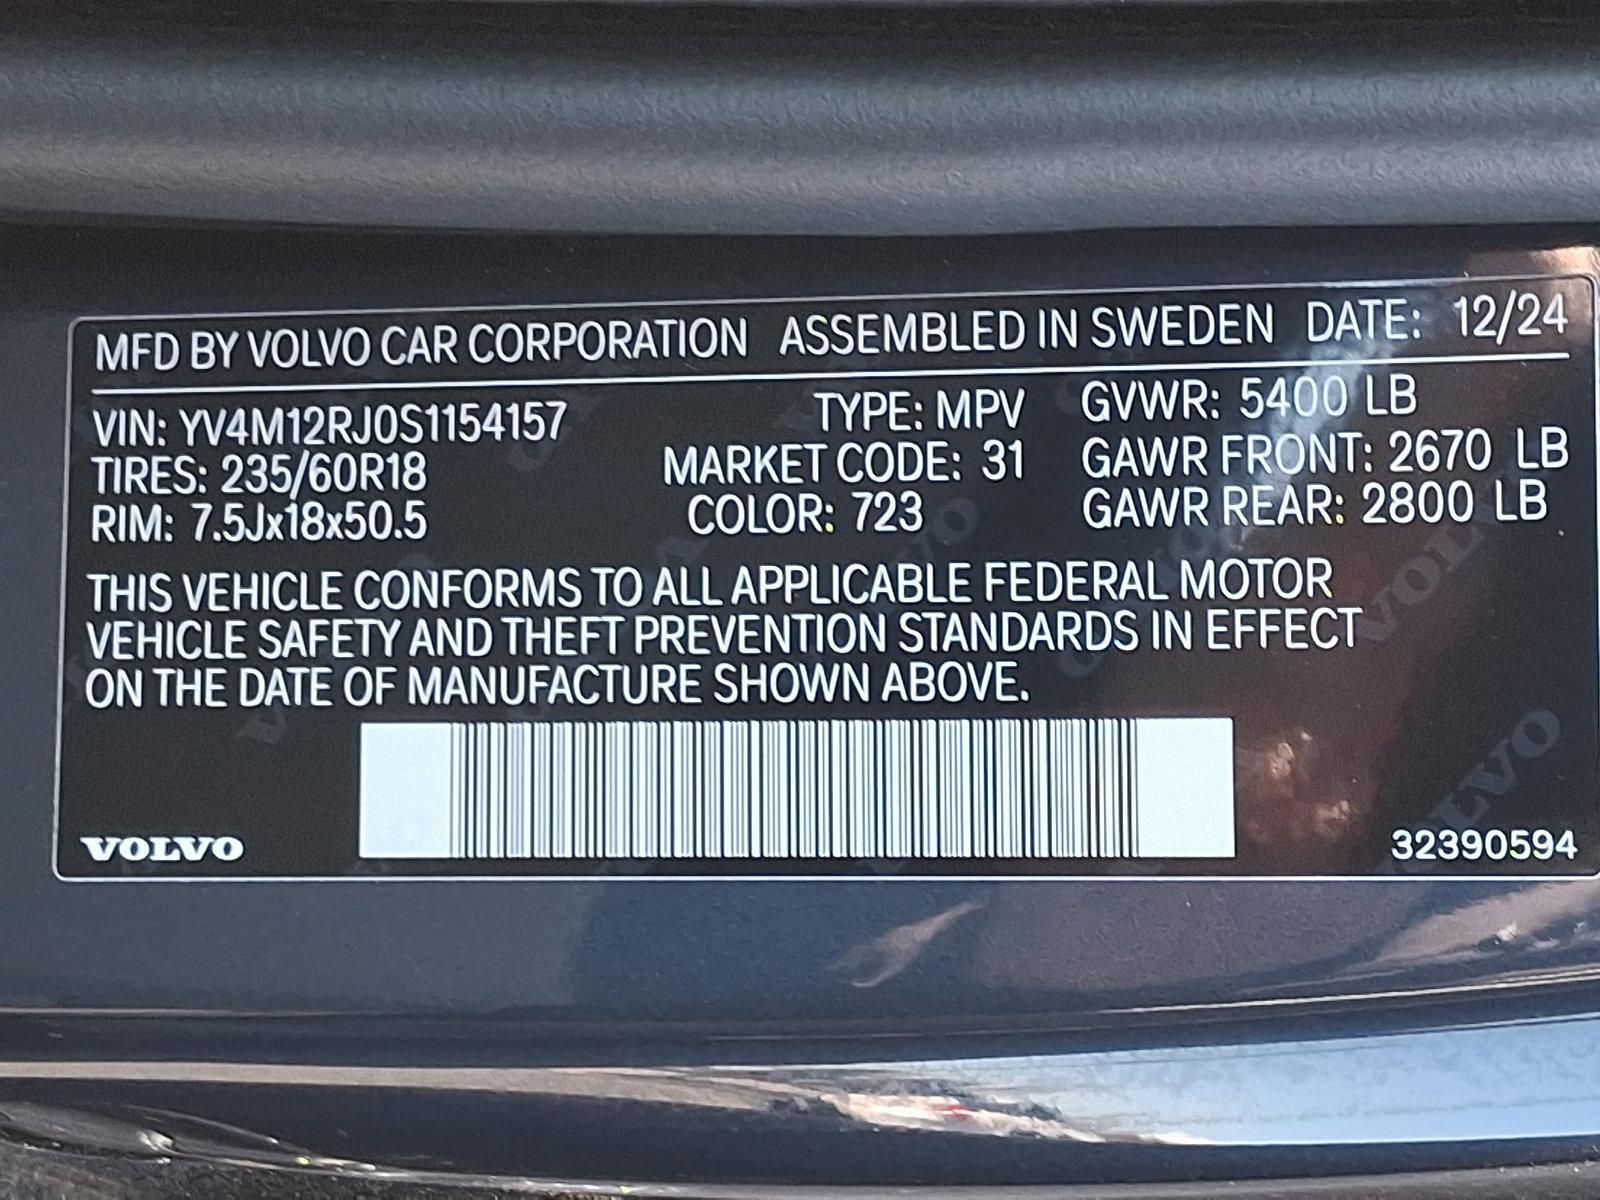 MFD BY VOLVO CAR CORPORATION ASSEMBLED IN SWEDEN DATE: 12/24
VIN: YV4M12RJ0S1154157 TYPE: MPV GVWR: 5400 LB
TIRES: 235/60R18 MARKET CODE: 31 GAWR FRONT: 2670 LB
RIM: 7.5Jx18x50.5 COLOR: 723 GAWR REAR: 2800 LB
THIS VEHICLE CONFORMS TO ALL APPLICABLE FEDERAL MOTOR
VEHICLE SAFETY AND THEFT PREVENTION STANDARDS IN EFFECT
ON THE DATE OF MANUFACTURE SHOWN ABOVE.
VOLVO 32390594